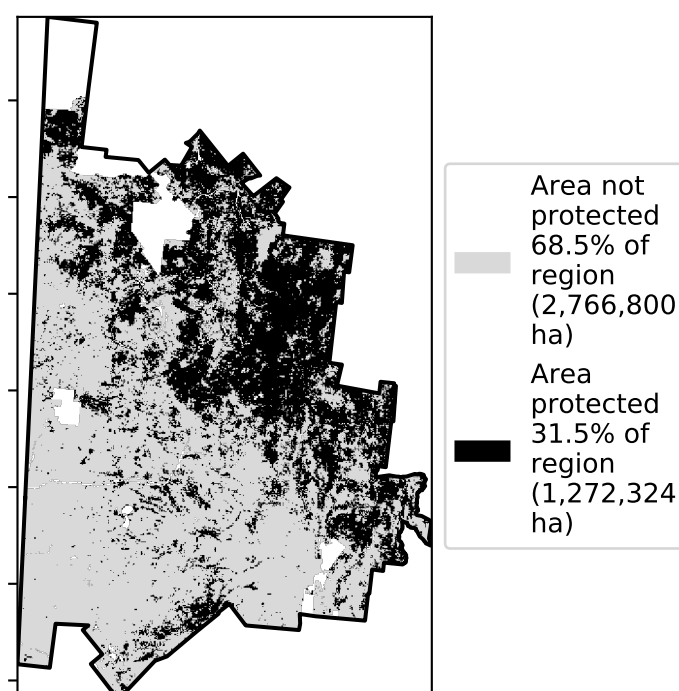 Area not
protected
68.5% of
region
(2,766,800
ha)
Area
protected
31.5% of
region
(1,272,324
ha)